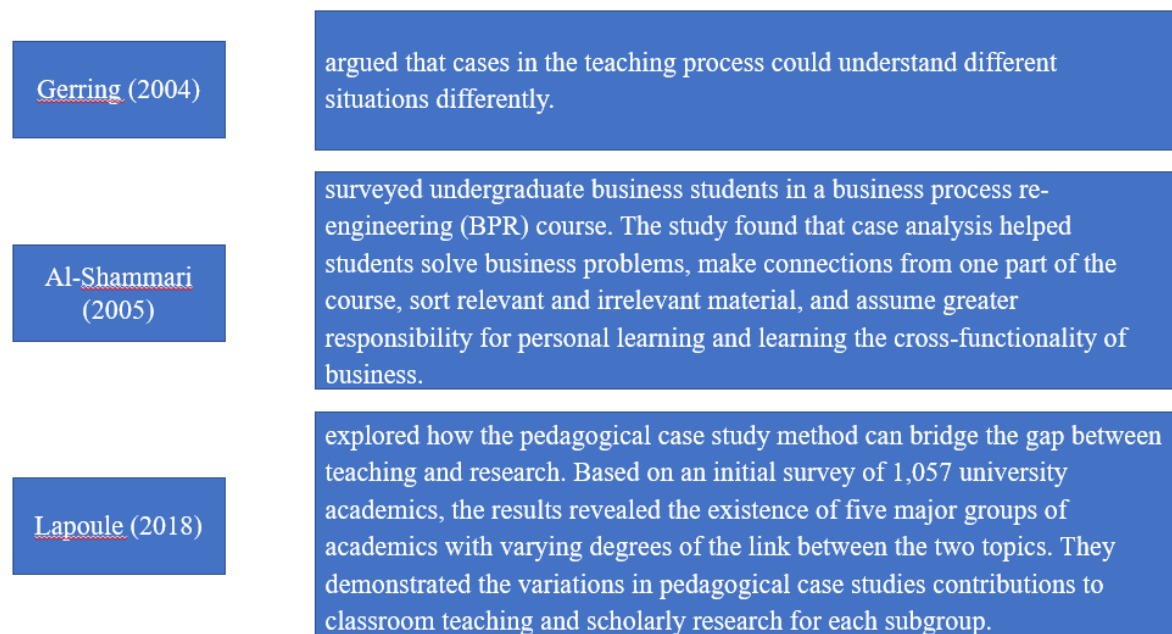 Gerring (2004)
argued that cases in the teaching process could understand different
situations differently.
Al-Shammari
(2005)
surveyed undergraduate business students in a business process re-
engineering (BPR) course. The study found that case analysis helped
students solve business problems, make connections from one part of the
course, sort relevant and irrelevant material, and assume greater
responsibility for personal learning and learning the cross-functionality of
business.
Lapoule (2018)
explored how the pedagogical case study method can bridge the gap between
teaching and research. Based on an initial survey of 1,057 university
academics, the results revealed the existence of five major groups of
academics with varying degrees of the link between the two topics. They
demonstrated the variations in pedagogical case studies contributions to
classroom teaching and scholarly research for each subgroup.